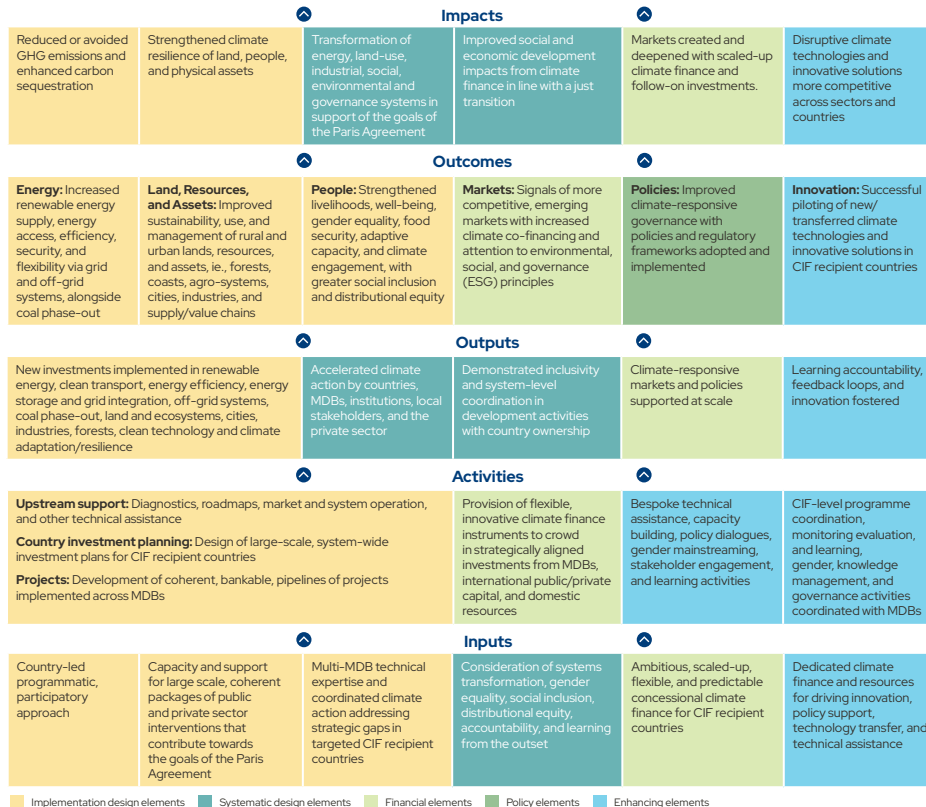 Impacts
Reduced or avoided
GHG emissions and
enhanced carbon
sequestration
Strengthened climate
resilience of land, people,
and physical assets
Transformation of
energy, land-use,
industrial, social,
environmental and
governance systems in
support of the goals of
the Paris Agreement
Improved social and
economic development
impacts from climate
finance in line with a just
transition
Markets created and
deepened with scaled-up
climate finance and
follow-on investments.
Disruptive climate
technologies and
innovative solutions
more competitive
across sectors and
countries
Outcomes
Energy: Increased
renewable energy
supply, energy
access, efficiency,
security, and
flexibility via grid
and off-grid
systems, alongside
coal phase-out
Land, Resources,
and Assets: Improved
sustainability, use, and
management of rural and
urban lands, resources,
and assets, ie., forests,
coasts, agro-systems,
cities, industries, and
supply/value chains
People: Strengthened
livelihoods, well-being,
gender equality, food
security, adaptive
capacity, and climate
engagement, with
greater social inclusion
and distributional equity
Markets: Signals of more
competitive, emerging
markets with increased
climate co-financing and
attention to environmental,
social, and governance
(ESG) principles
Policies: Improved
climate-responsive
governance with
policies and regulatory
frameworks adopted and
implemented
Innovation: Successful
piloting of new/
transferred climate
technologies and
innovative solutions in
CIF recipient countries
Outputs
New investments implemented in renewable
energy, clean transport, energy efficiency, energy
storage and grid integration, off-grid systems,
coal phase-out, land and ecosystems, cities,
industries, forests, clean technology and climate
adaptation/resilience
Accelerated climate
action by countries,
MDBs, institutions, local
stakeholders, and the
private sector
Demonstrated inclusivity
and system-level
coordination in
development activities
with country ownership
Climate-responsive
markets and policies
supported at scale
Learning accountability,
feedback loops, and
innovation fostered
Activities
Upstream support: Diagnostics, roadmaps, market and system operation,
and other technical assistance
Country investment planning: Design of large-scale, system-wide
investment plans for CIF recipient countries
Projects: Development of coherent, bankable, pipelines of projects
implemented across MDBs
Provision of flexible,
innovative climate finance
instruments to crowd
in strategically aligned
investments from MDBs,
international public/private
capital, and domestic
resources
Bespoke technical
assistance, capacity
building, policy dialogues,
gender mainstreaming,
stakeholder engagement,
and learning activities
CIF-level programme
coordination,
monitoring evaluation,
and learning,
gender, knowledge
management, and
governance activities
coordinated with MDBs
Inputs
Country-led
programmatic,
participatory
approach
Capacity and support
for large scale, coherent
packages of public
and private sector
interventions that
contribute towards
the goals of the Paris
Agreement
Multi-MDB technical
expertise and
coordinated climate
action addressing
strategic gaps in
targeted CIF recipient
countries
Consideration of systems
transformation, gender
equality, social inclusion,
distributional equity,
accountability, and learning
from the outset
Ambitious, scaled-up,
flexible, and predictable
concessional climate
finance for CIF recipient
countries
Dedicated climate
finance and resources
for driving innovation,
policy support,
technology transfer, and
technical assistance
Implementation design elements
Systematic design elements
Financial elements
Policy elements
Enhancing elements